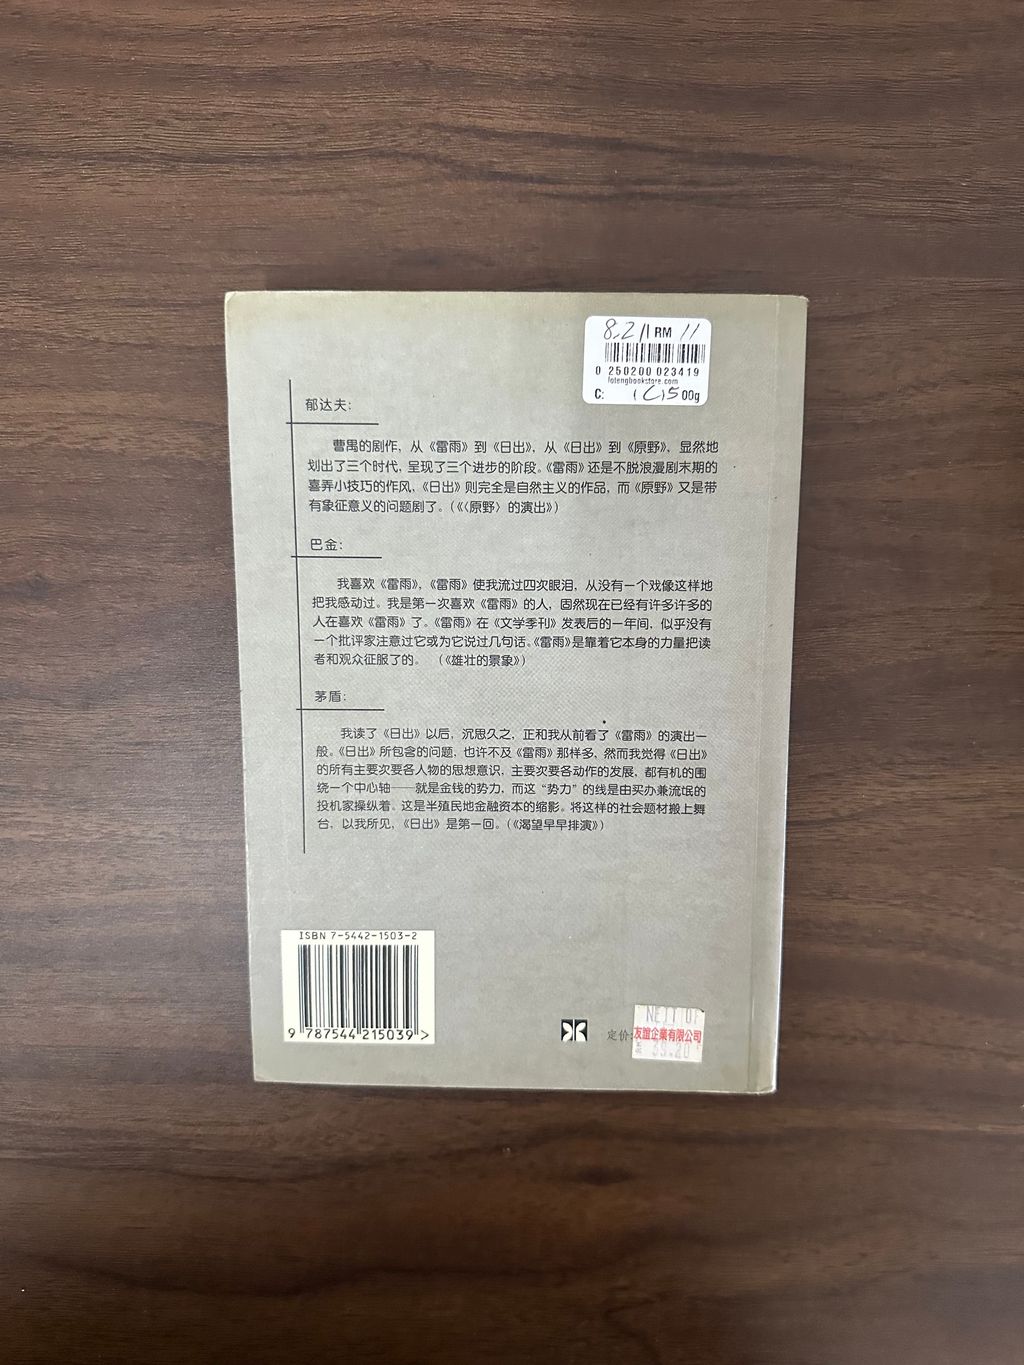 RM 11
0 250200 023419
lotengbookstore.com
C:
00g
郁达夫：
曹禺的剧作，从《雷雨》到《日出》，从《日出》到《原野》，显然地
划出了三个时代，呈现了三个进步的阶段。《雷雨》还是不脱浪漫剧末期的
喜弄小技巧的作风，《日出》则完全是自然主义的作品，而《原野》又是带
有象征意义的问题剧了。（《〈原野〉的演出》）
巴金：
我喜欢《雷雨》，《雷雨》使我流过四次眼泪，从没有一个戏像这样地
把我感动过。我是第一次喜欢《雷雨》的人，固然现在已经有许多许多的
人在喜欢《雷雨》了。《雷雨》在《文学季刊》发表后的一年间，似乎没有
一个批评家注意过它或为它说过几句话。《雷雨》是靠着它本身的力量把读
者和观众征服了的。 （《雄壮的景象》）
茅盾：
我读了《日出》以后，沉思久之，正和我从前看了《雷雨》的演出一
般。《日出》所包含的问题，也许不及《雷雨》那样多，然而我觉得《日出》
的所有主要次要各人物的思想意识，主要次要各动作的发展，都有机的围
绕一个中心轴——就是金钱的势力，而这“势力”的线是由买办兼流氓的
投机家操纵着。这是半殖民地金融资本的缩影。将这样的社会题材搬上舞
台，以我所见，《日出》是第一回。（《渴望早早排演》）
ISBN 7-5442-1503-2
9 787544 215039 >
定价:
友誼企業有限公司